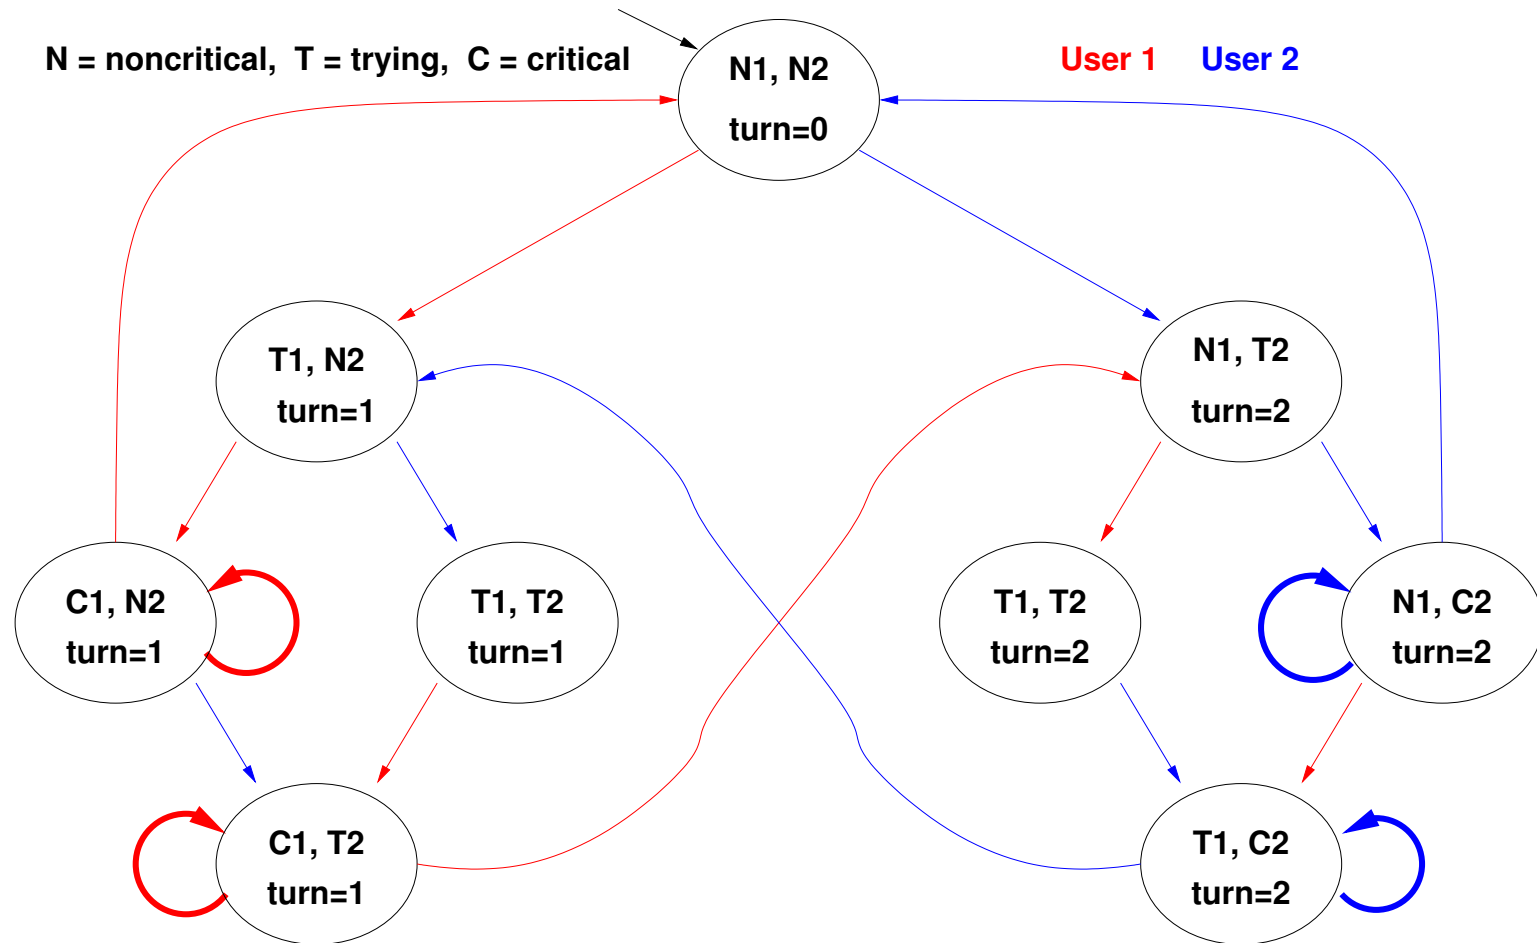 N = noncritical, T = trying, C = critical
User 1 User 2
N1, N2
turn=0
T1, N2
turn=1
N1, T2
turn=2
C1, N2
turn=1
T1, T2
turn=1
T1, T2
turn=2
N1, C2
turn=2
C1, T2
turn=1
T1, C2
turn=2